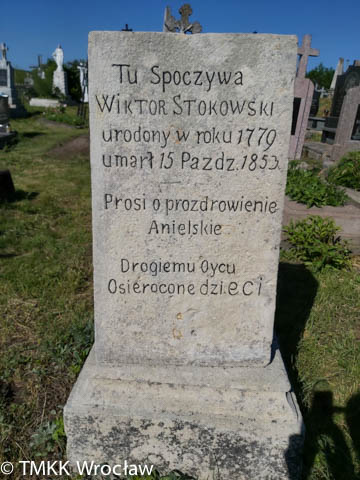 Tu Spoczywa
WIKTOR STOKOWSKI
urodony w roku 1779
umarł 15 Pazdz. 1853.
Prosi o prozdrowienie
Anielskie
Drogiemu Oycu
Osierocone dzieci
© TMKK Wrocław